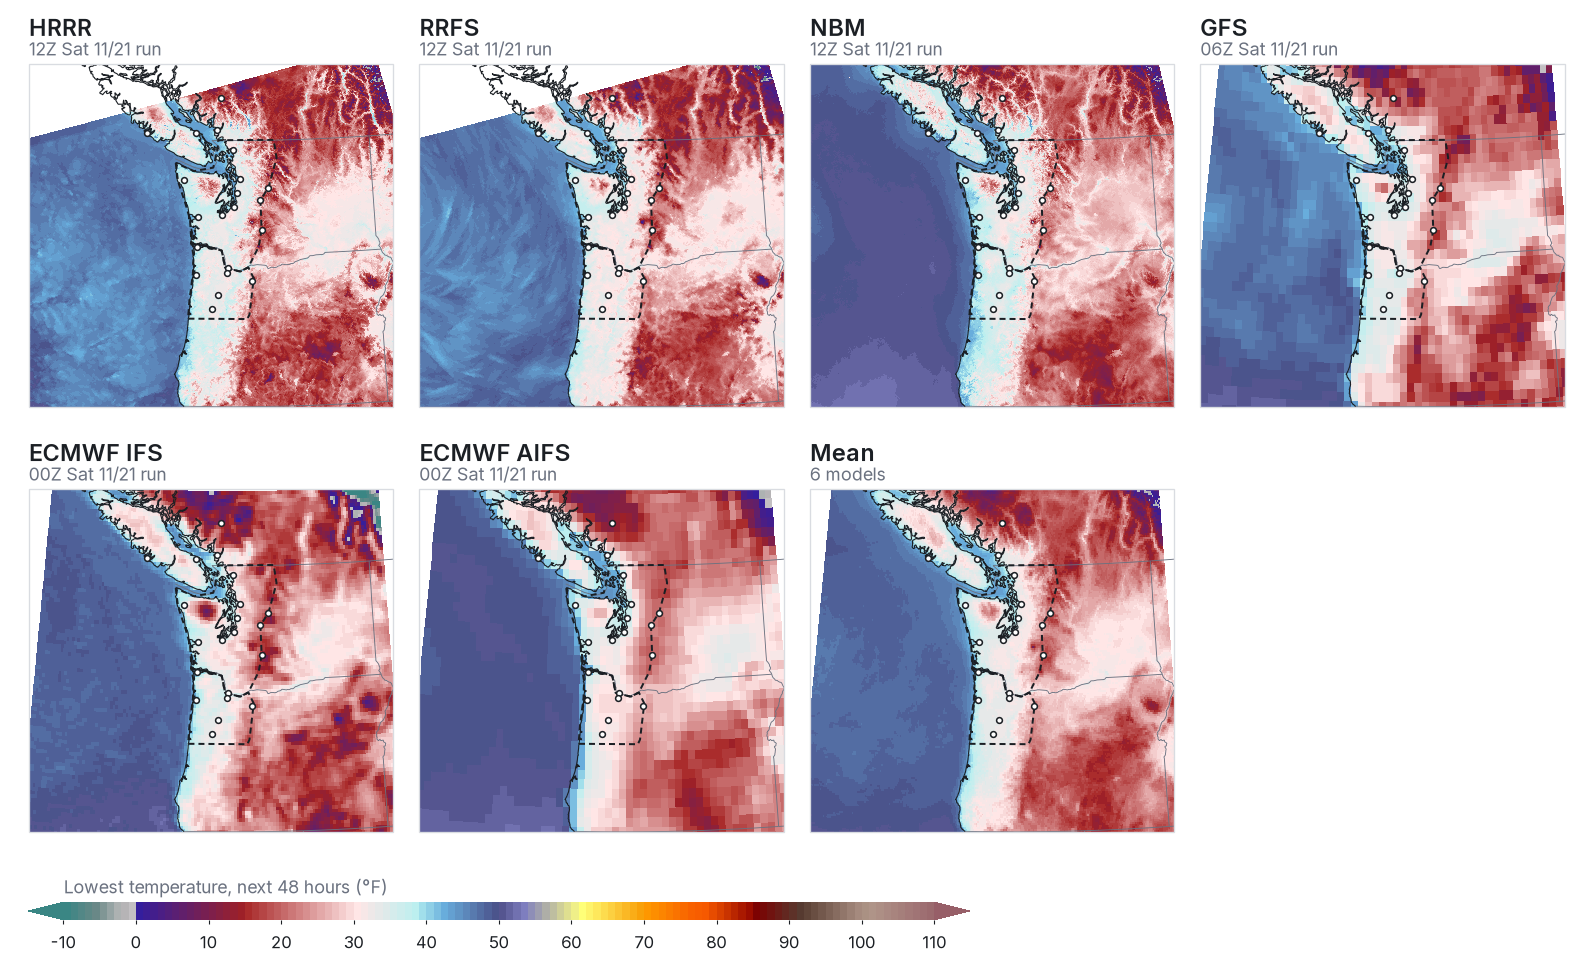 HRRR
12Z Sat 11/21 run
RRFS
12Z Sat 11/21 run
NBM
12Z Sat 11/21 run
GFS
06Z Sat 11/21 run
ECMWF IFS
00Z Sat 11/21 run
ECMWF AIFS
00Z Sat 11/21 run
Mean
6 models
Lowest temperature, next 48 hours (°F)
-10 0 10 20 30 40 50 60 70 80 90 100 110